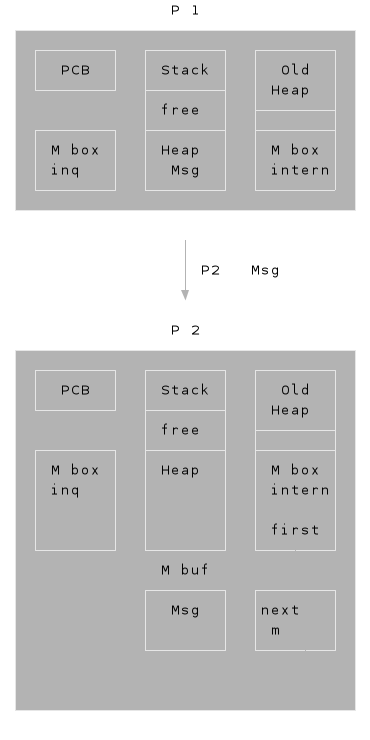 P 1
PCB Stack Old
Heap
free
M box Heap M box
inq Msg intern
P2 Msg
P 2
PCB Stack Old
Heap
free
M box Heap M box
inq intern
first
M buf
Msg next
m